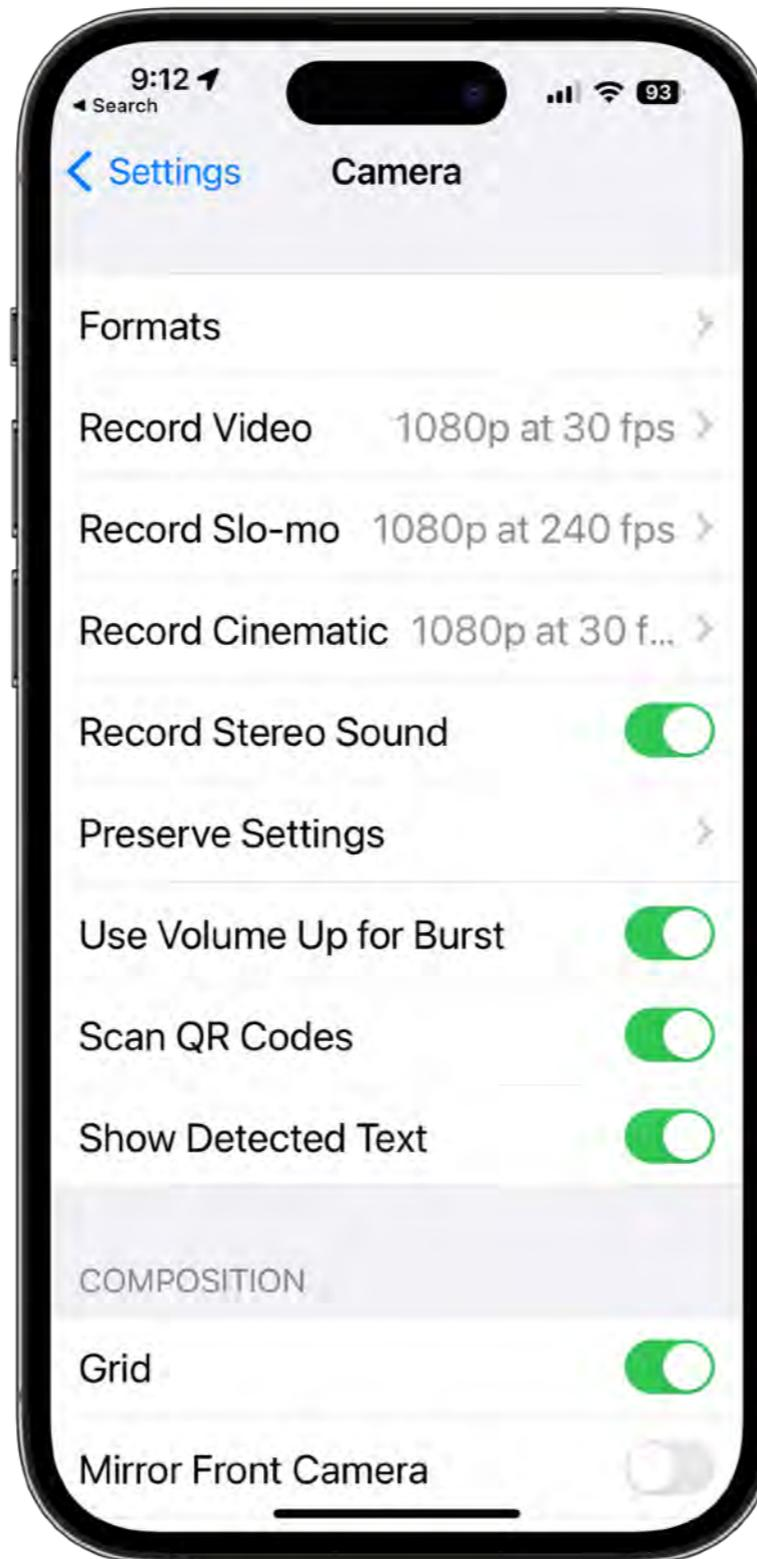 9:12
◀ Search
93
Settings
Camera
Formats
Record Video 1080p at 30 fps
Record Slo-mo 1080p at 240 fps
Record Cinematic 1080p at 30 f...
Record Stereo Sound
Preserve Settings
Use Volume Up for Burst
Scan QR Codes
Show Detected Text
COMPOSITION
Grid
Mirror Front Camera